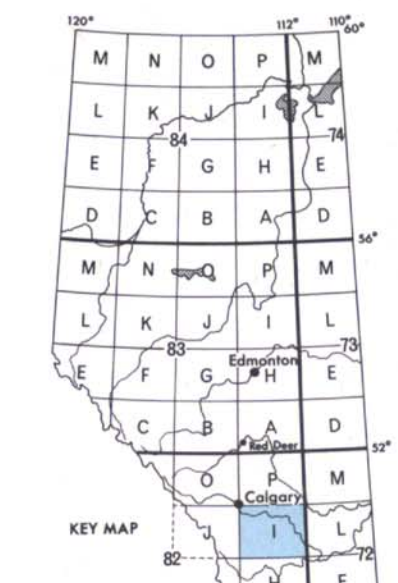 120° 112° 110° 60°
M N O P M
L K J I L
84 74
E F G H E
D C B A D
56°
M N O P M
L K J I L
83 73
Edmonton
E F G H E
C B A D
Red Deer
52°
O P M
Calgary
KEY MAP J I L
82 72
H E